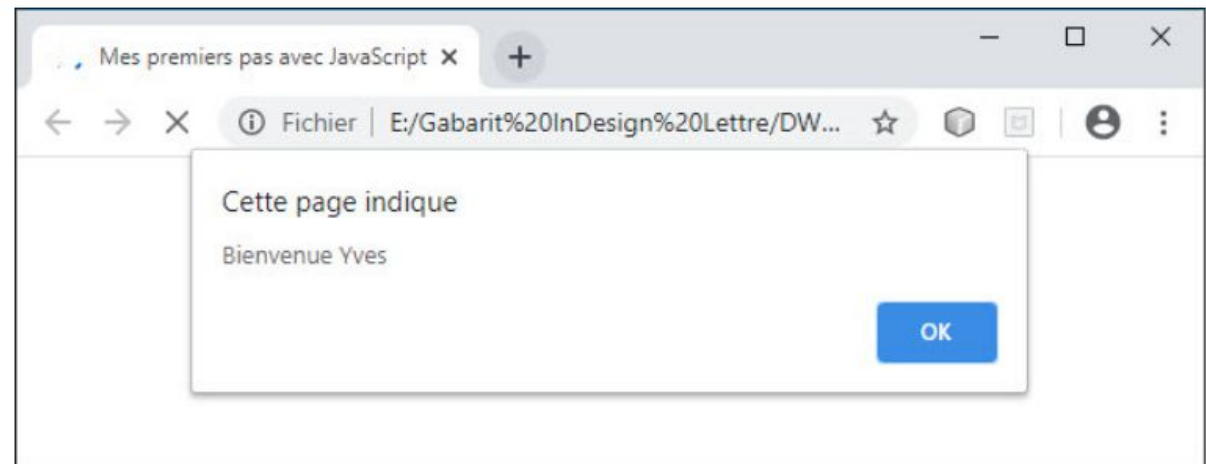 Mes premiers pas avec JavaScript
Fichier | E:/Gabarit%20InDesign%20Lettre/DW...
Cette page indique
Bienvenue Yves
OK